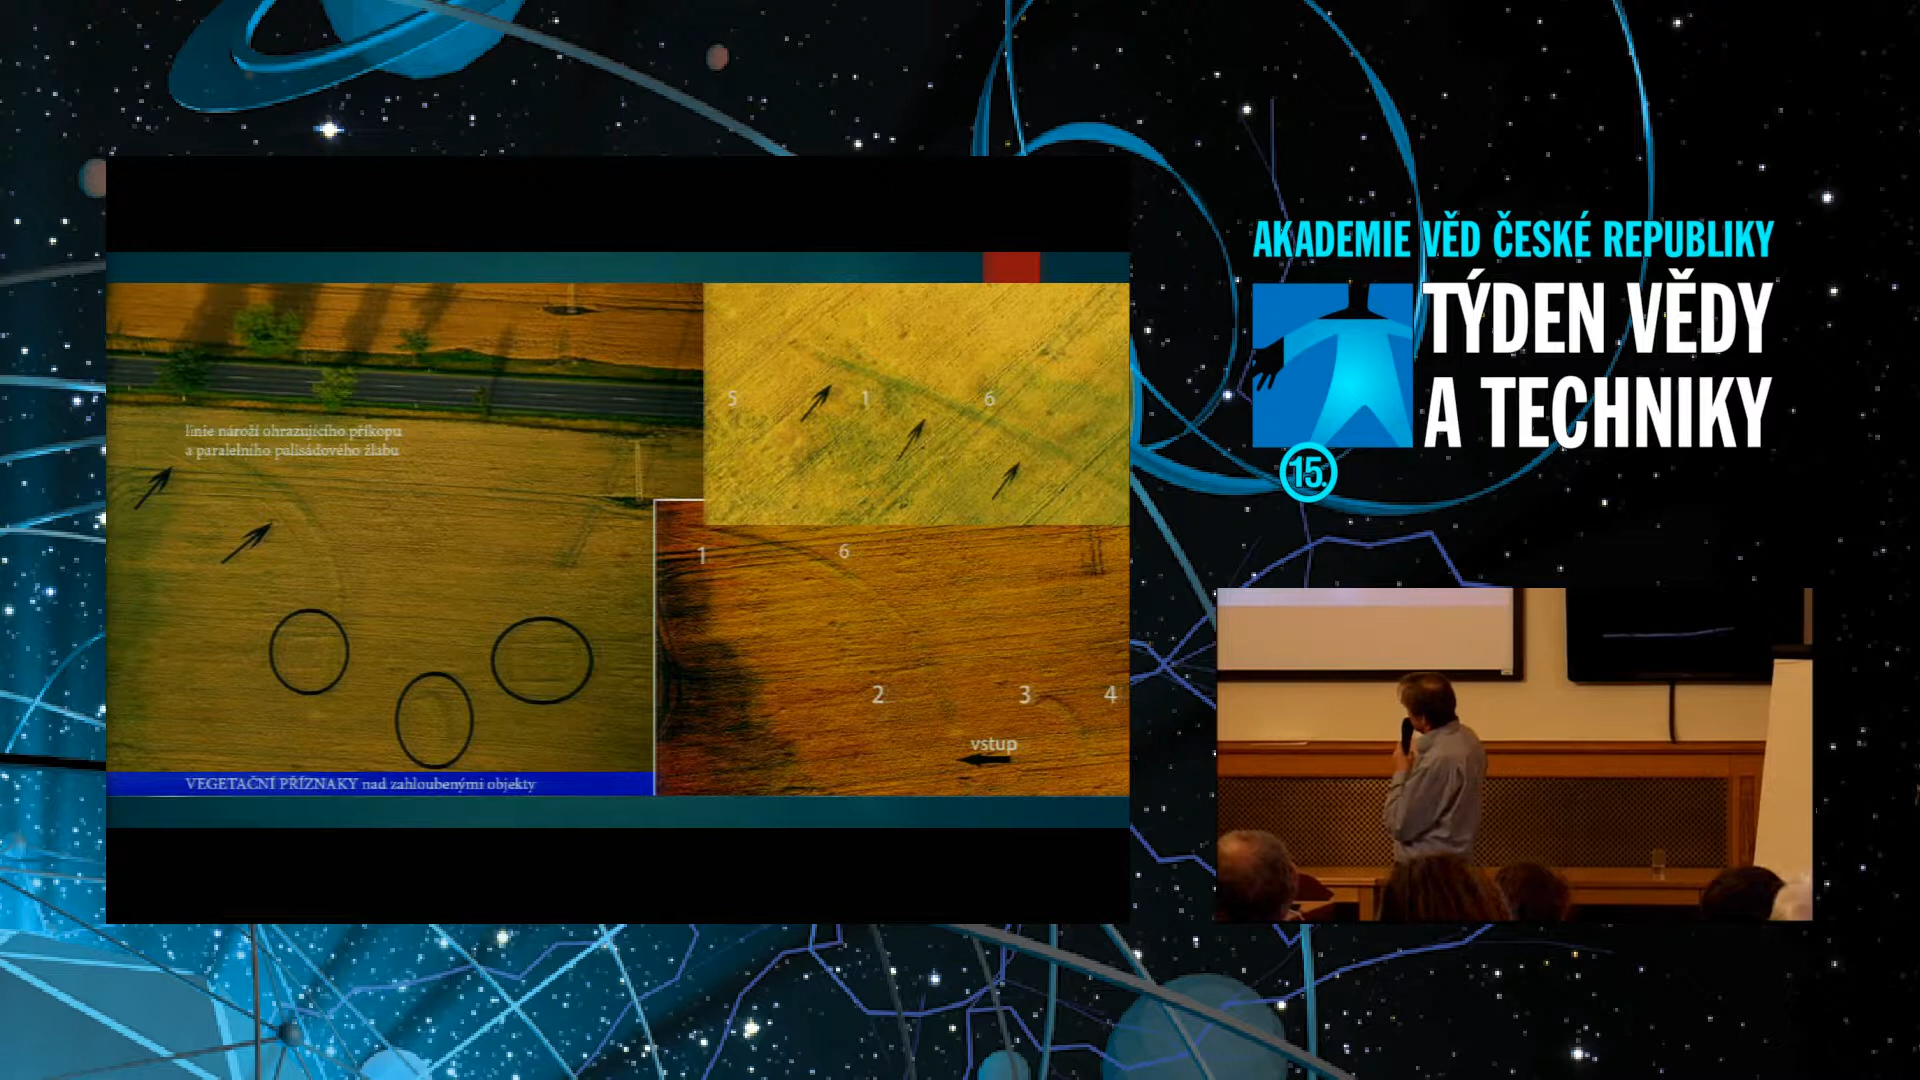 linie nároží ohrazujícího příkopu
a paralelního palisádového žlabu
VEGETAČNÍ PŘÍZNAKY nad zahloubenými objekty
5 1 6
1 6
2 3 4
vstup
AKADEMIE VĚD ČESKÉ REPUBLIKY
TÝDEN VĚDY
A TECHNIKY
15.